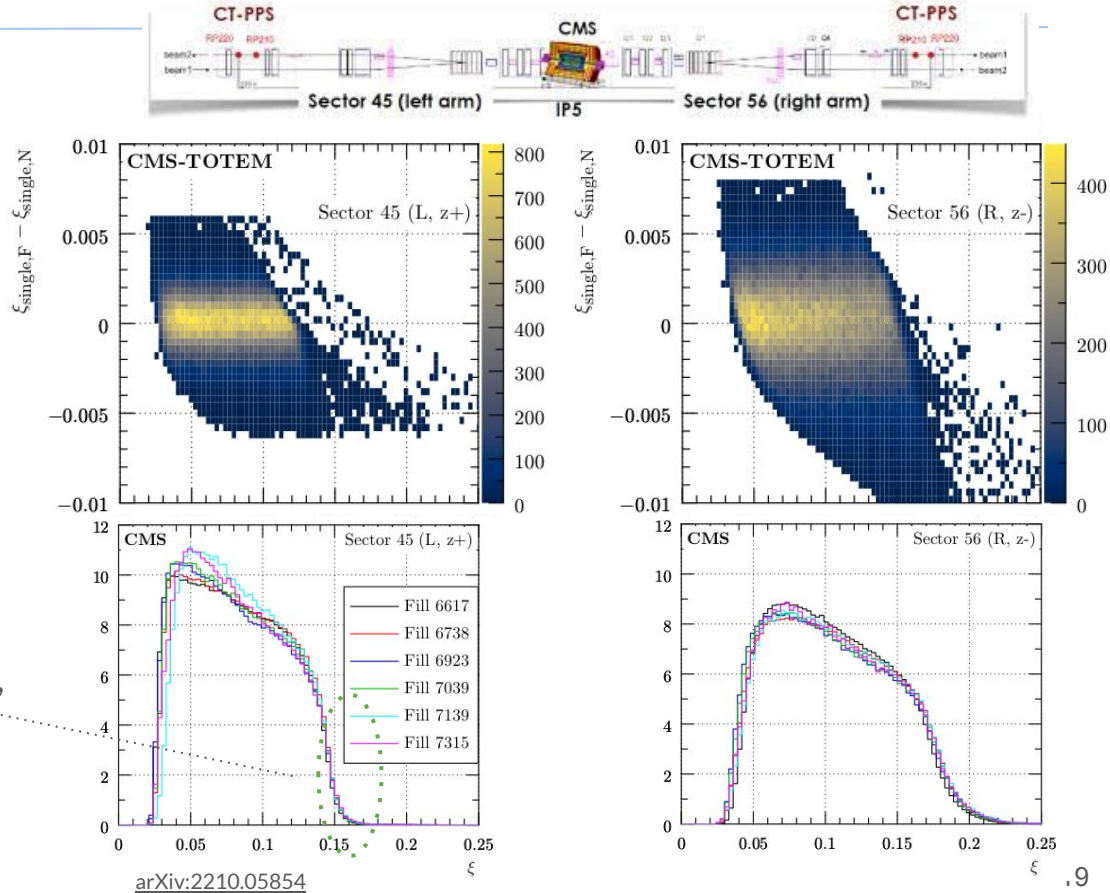 CT-PPS
CT-PPS
CMS
RP220
RP210
RP210 RP220
Q1
Q2
Q3
D1
Q4
beam2
beam1
beam1
beam2
Sector 45 (left arm)
IP5
Sector 56 (right arm)
ξsingle,F − ξsingle,N
0.01
0.005
0
−0.005
−0.01
CMS-TOTEM
Sector 45 (L, z+)
800
700
600
500
400
300
200
100
0
ξsingle,F − ξsingle,N
0.01
0.005
0
−0.005
−0.01
CMS-TOTEM
Sector 56 (R, z-)
400
300
200
100
0
12
10
8
6
4
2
0
CMS
Sector 45 (L, z+)
Fill 6617
Fill 6738
Fill 6923
Fill 7039
Fill 7139
Fill 7315
0 0.05 0.1 0.15 0.2 0.25
ξ
12
10
8
6
4
2
0
CMS
Sector 56 (R, z-)
0 0.05 0.1 0.15 0.2 0.25
ξ
,
arXiv:2210.05854
.9